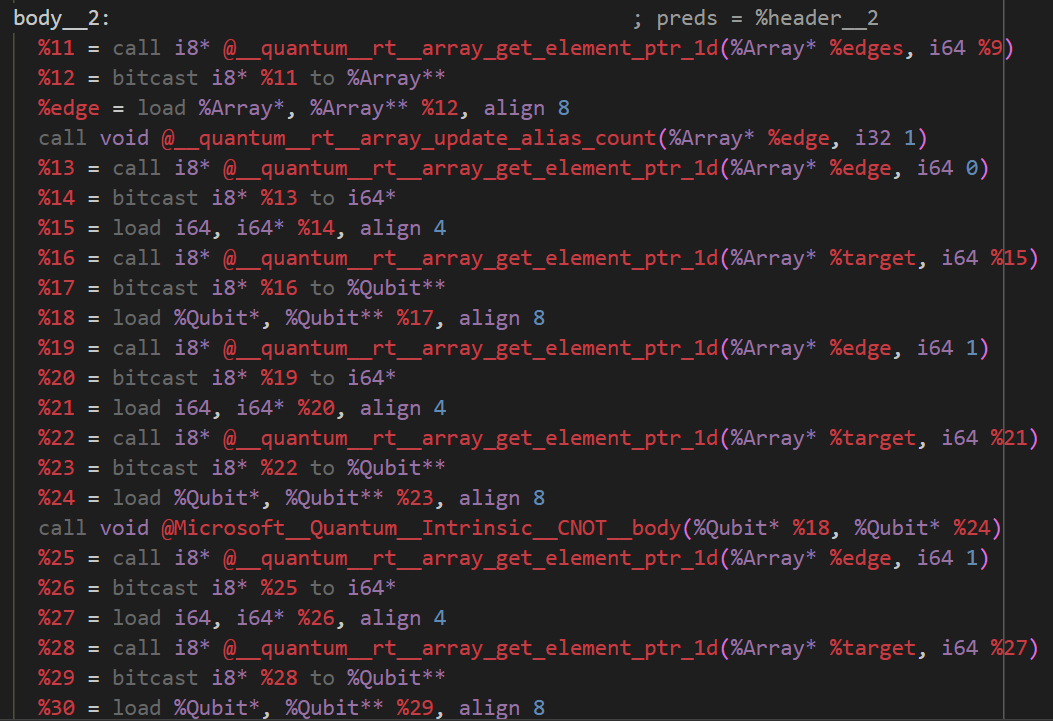 body__2:                                          ; preds = %header__2
  %11 = call i8* @__quantum__rt__array_get_element_ptr_1d(%Array* %edges, i64 %9)
  %12 = bitcast i8* %11 to %Array**
  %edge = load %Array*, %Array** %12, align 8
  call void @__quantum__rt__array_update_alias_count(%Array* %edge, i32 1)
  %13 = call i8* @__quantum__rt__array_get_element_ptr_1d(%Array* %edge, i64 0)
  %14 = bitcast i8* %13 to i64*
  %15 = load i64, i64* %14, align 4
  %16 = call i8* @__quantum__rt__array_get_element_ptr_1d(%Array* %target, i64 %15)
  %17 = bitcast i8* %16 to %Qubit**
  %18 = load %Qubit*, %Qubit** %17, align 8
  %19 = call i8* @__quantum__rt__array_get_element_ptr_1d(%Array* %edge, i64 1)
  %20 = bitcast i8* %19 to i64*
  %21 = load i64, i64* %20, align 4
  %22 = call i8* @__quantum__rt__array_get_element_ptr_1d(%Array* %target, i64 %21)
  %23 = bitcast i8* %22 to %Qubit**
  %24 = load %Qubit*, %Qubit** %23, align 8
  call void @Microsoft__Quantum__Intrinsic__CNOT__body(%Qubit* %18, %Qubit* %24)
  %25 = call i8* @__quantum__rt__array_get_element_ptr_1d(%Array* %edge, i64 1)
  %26 = bitcast i8* %25 to i64*
  %27 = load i64, i64* %26, align 4
  %28 = call i8* @__quantum__rt__array_get_element_ptr_1d(%Array* %target, i64 %27)
  %29 = bitcast i8* %28 to %Qubit**
  %30 = load %Qubit*, %Qubit** %29, align 8